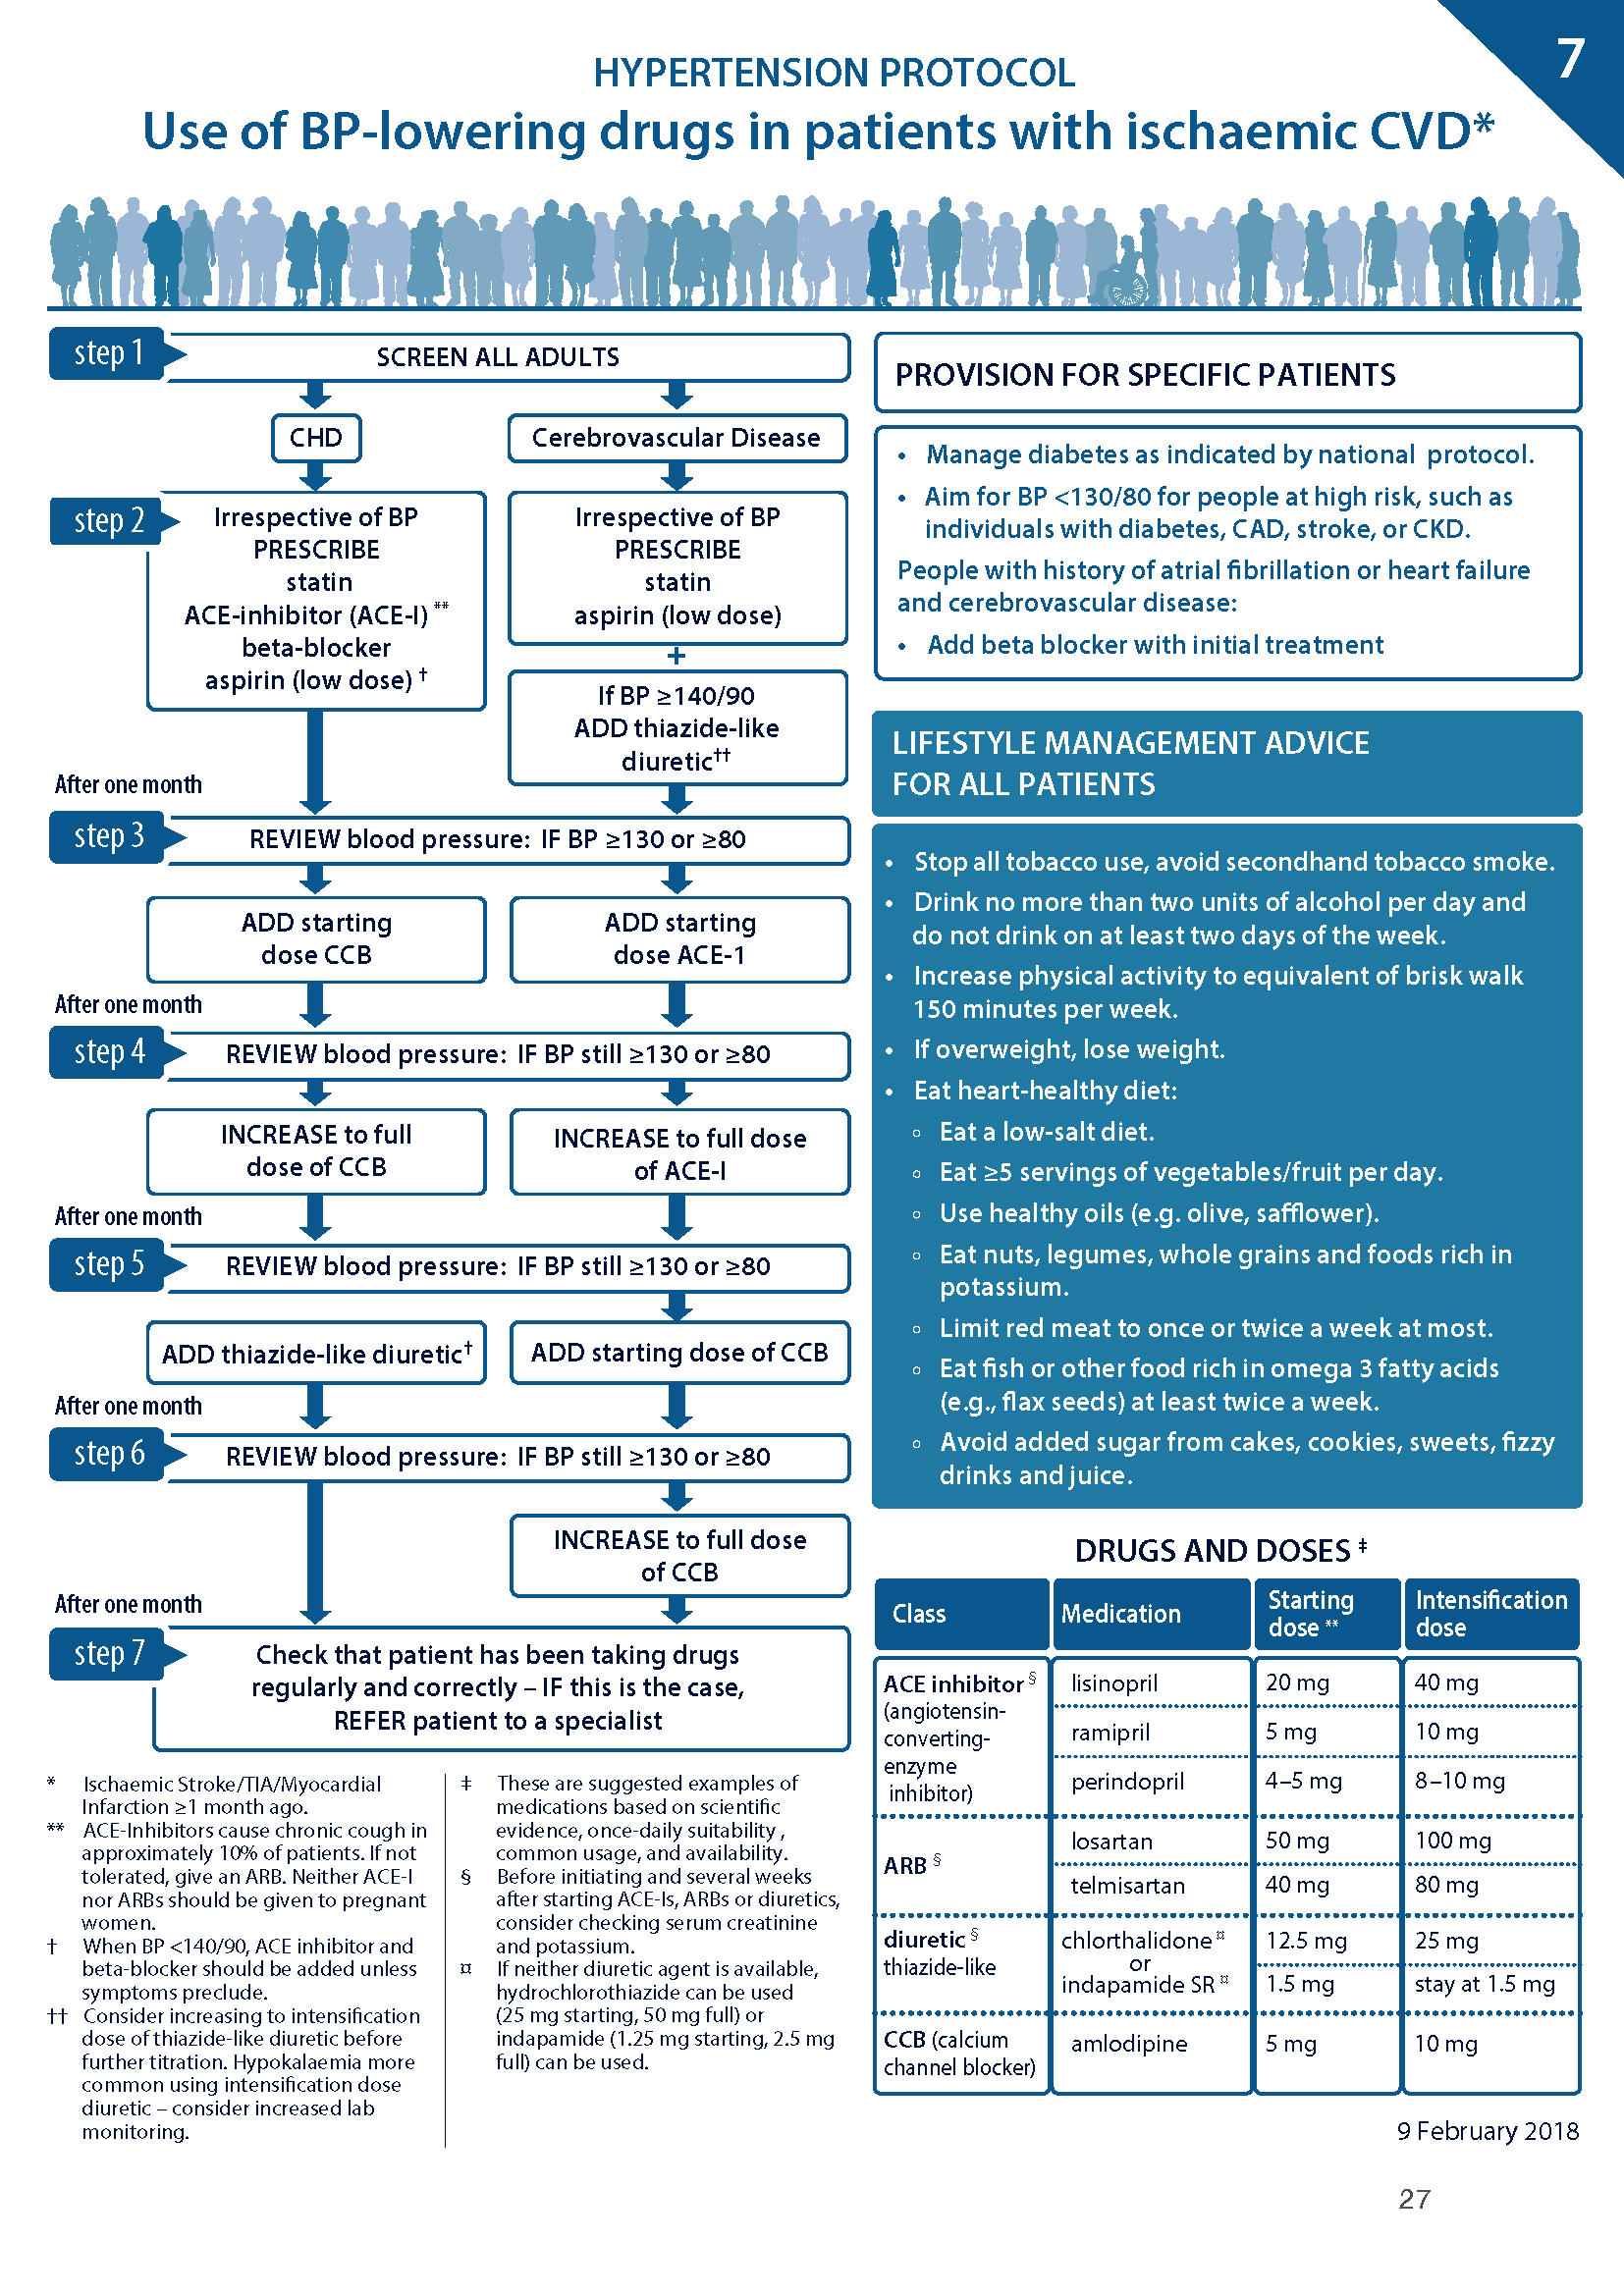 7
HYPERTENSION PROTOCOL
Use of BP-lowering drugs in patients with ischaemic CVD*
step 1
SCREEN ALL ADULTS
CHD
Cerebrovascular Disease
step 2
Irrespective of BP
PRESCRIBE
statin
ACE-inhibitor (ACE-I) **
beta-blocker
aspirin (low dose) †
Irrespective of BP
PRESCRIBE
statin
aspirin (low dose)
+
If BP ≥140/90
ADD thiazide-like
diuretic††
After one month
step 3
REVIEW blood pressure: IF BP ≥130 or ≥80
ADD starting
dose CCB
ADD starting
dose ACE-1
After one month
step 4
REVIEW blood pressure: IF BP still ≥130 or ≥80
INCREASE to full
dose of CCB
INCREASE to full dose
of ACE-I
After one month
step 5
REVIEW blood pressure: IF BP still ≥130 or ≥80
ADD thiazide-like diuretic†
ADD starting dose of CCB
After one month
step 6
REVIEW blood pressure: IF BP still ≥130 or ≥80
INCREASE to full dose
of CCB
After one month
step 7
Check that patient has been taking drugs
regularly and correctly – IF this is the case,
REFER patient to a specialist
* Ischaemic Stroke/TIA/Myocardial
Infarction ≥1 month ago.
** ACE-Inhibitors cause chronic cough in
approximately 10% of patients. If not
tolerated, give an ARB. Neither ACE-I
nor ARBs should be given to pregnant
women.
† When BP <140/90, ACE inhibitor and
beta-blocker should be added unless
symptoms preclude.
†† Consider increasing to intensification
dose of thiazide-like diuretic before
further titration. Hypokalaemia more
common using intensification dose
diuretic – consider increased lab
monitoring.
‡ These are suggested examples of
medications based on scientific
evidence, once-daily suitability ,
common usage, and availability.
§ Before initiating and several weeks
after starting ACE-Is, ARBs or diuretics,
consider checking serum creatinine
and potassium.
¤ If neither diuretic agent is available,
hydrochlorothiazide can be used
(25 mg starting, 50 mg full) or
indapamide (1.25 mg starting, 2.5 mg
full) can be used.
PROVISION FOR SPECIFIC PATIENTS
• Manage diabetes as indicated by national protocol.
• Aim for BP <130/80 for people at high risk, such as
individuals with diabetes, CAD, stroke, or CKD.
People with history of atrial fibrillation or heart failure
and cerebrovascular disease:
• Add beta blocker with initial treatment
LIFESTYLE MANAGEMENT ADVICE
FOR ALL PATIENTS
• Stop all tobacco use, avoid secondhand tobacco smoke.
• Drink no more than two units of alcohol per day and
do not drink on at least two days of the week.
• Increase physical activity to equivalent of brisk walk
150 minutes per week.
• If overweight, lose weight.
• Eat heart-healthy diet:
◦ Eat a low-salt diet.
◦ Eat ≥5 servings of vegetables/fruit per day.
◦ Use healthy oils (e.g. olive, safflower).
◦ Eat nuts, legumes, whole grains and foods rich in
potassium.
◦ Limit red meat to once or twice a week at most.
◦ Eat fish or other food rich in omega 3 fatty acids
(e.g., flax seeds) at least twice a week.
◦ Avoid added sugar from cakes, cookies, sweets, fizzy
drinks and juice.
DRUGS AND DOSES ‡
Class Medication Starting dose ** Intensification dose
ACE inhibitor § (angiotensin-converting-enzyme inhibitor)
lisinopril 20 mg 40 mg
ramipril 5 mg 10 mg
perindopril 4–5 mg 8–10 mg
ARB §
losartan 50 mg 100 mg
telmisartan 40 mg 80 mg
diuretic §
thiazide-like
chlorthalidone ¤ 12.5 mg 25 mg
or
indapamide SR ¤ 1.5 mg stay at 1.5 mg
CCB (calcium
channel blocker)
amlodipine 5 mg 10 mg
9 February 2018
27